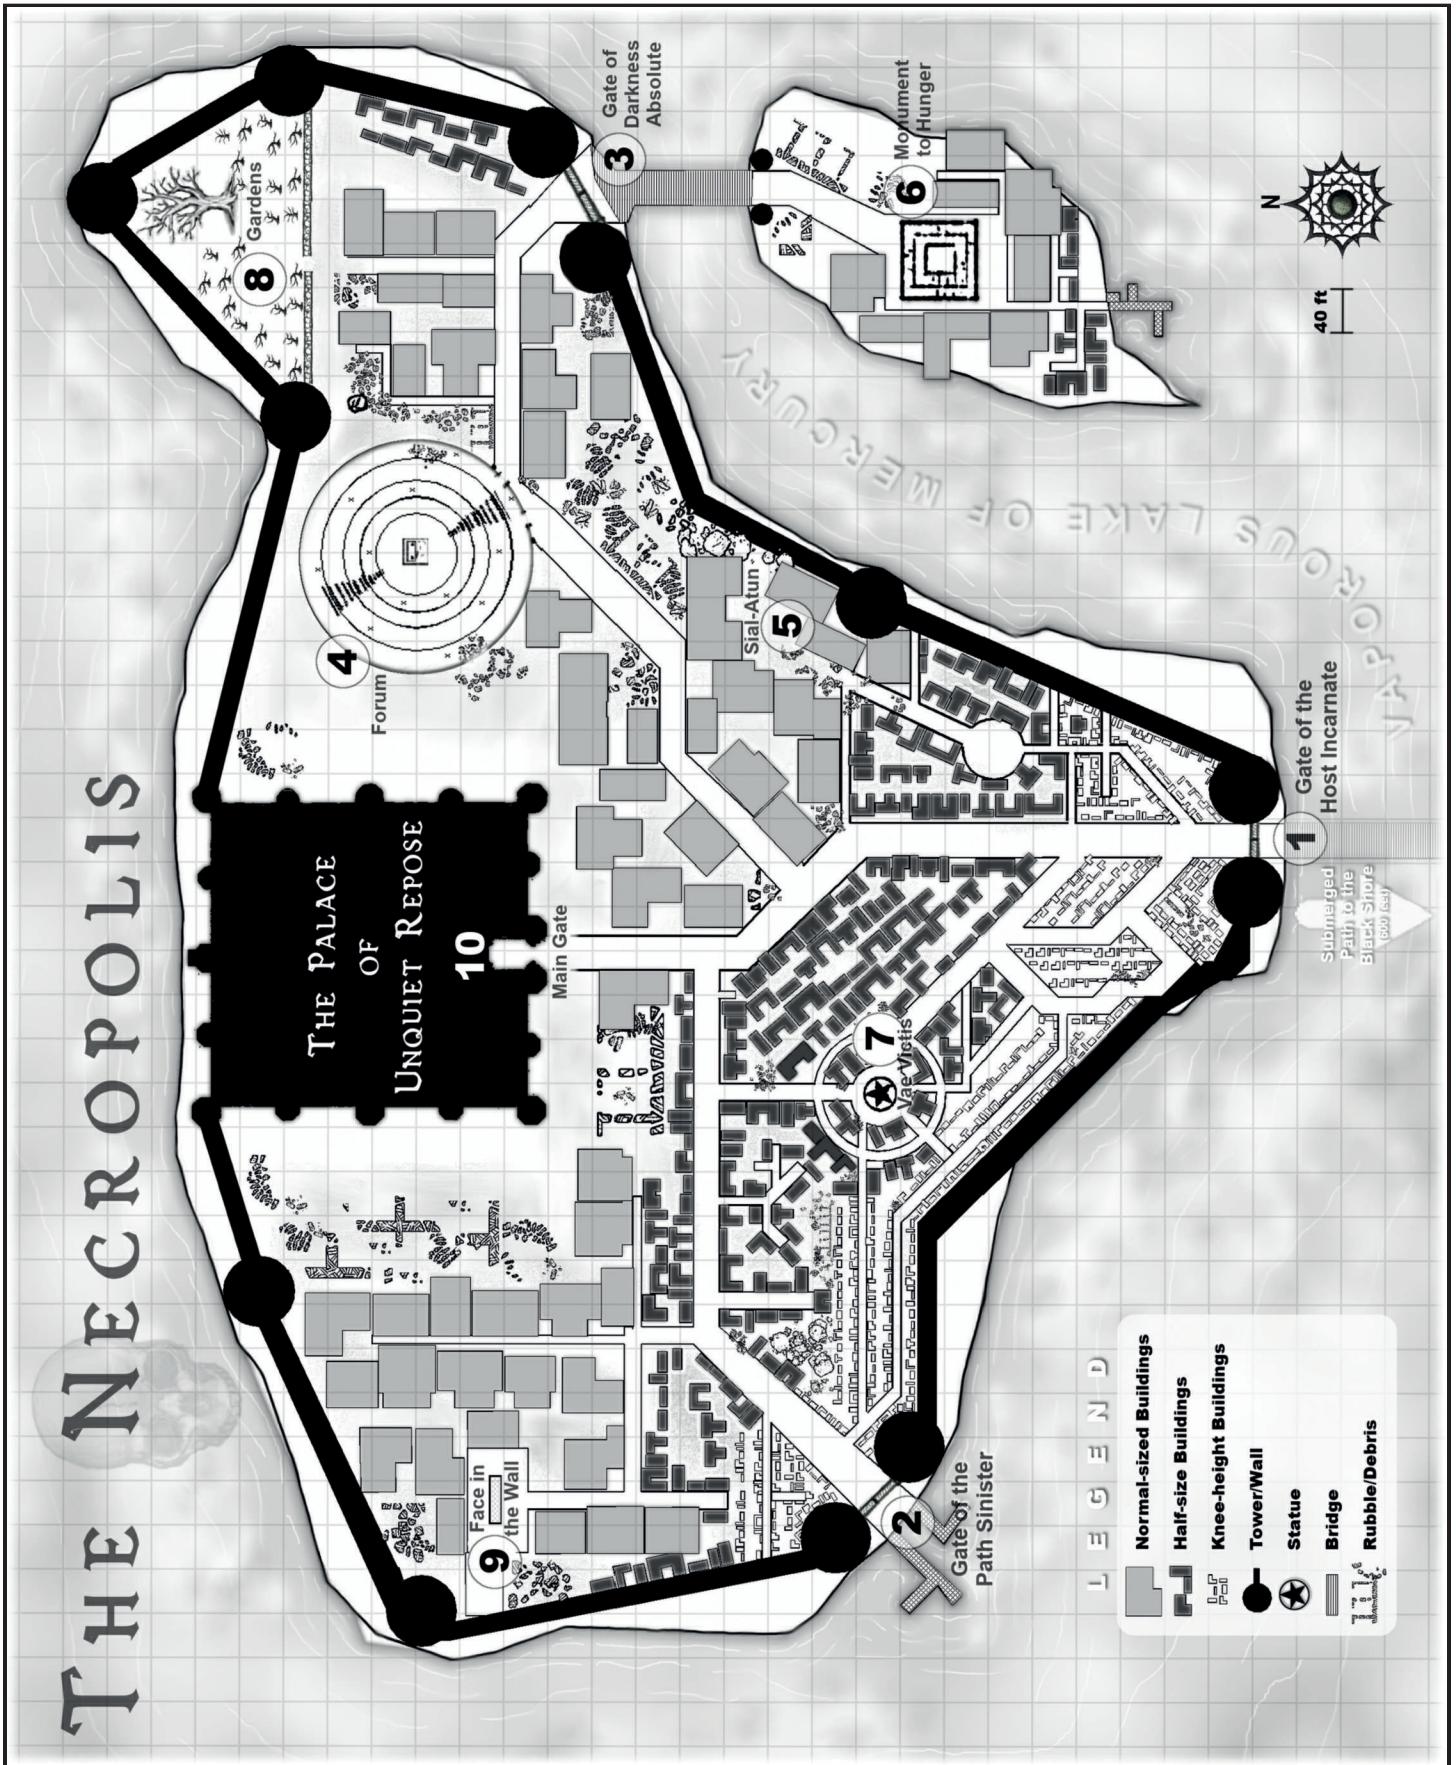 THE NECROPOLIS
THE PALACE
OF
UNQUIET REPOSE
10
Main Gate
9
Face in
the Wall
4
Forum
8
Gardens
3
Gate of
Darkness
Absolute
6
Monument
to Hunger
5
Sial-Atun
7
Vae Victis
2
Gate of the
Path Sinister
1
Gate of the
Host Incarnate
Submerged
Path to the
Black Shore
(600 feet)
VAPOROUS LAKE OF MERCURY
N
40 ft
LEGEND
Normal-sized Buildings
Half-size Buildings
Knee-height Buildings
Tower/Wall
Statue
Bridge
Rubble/Debris